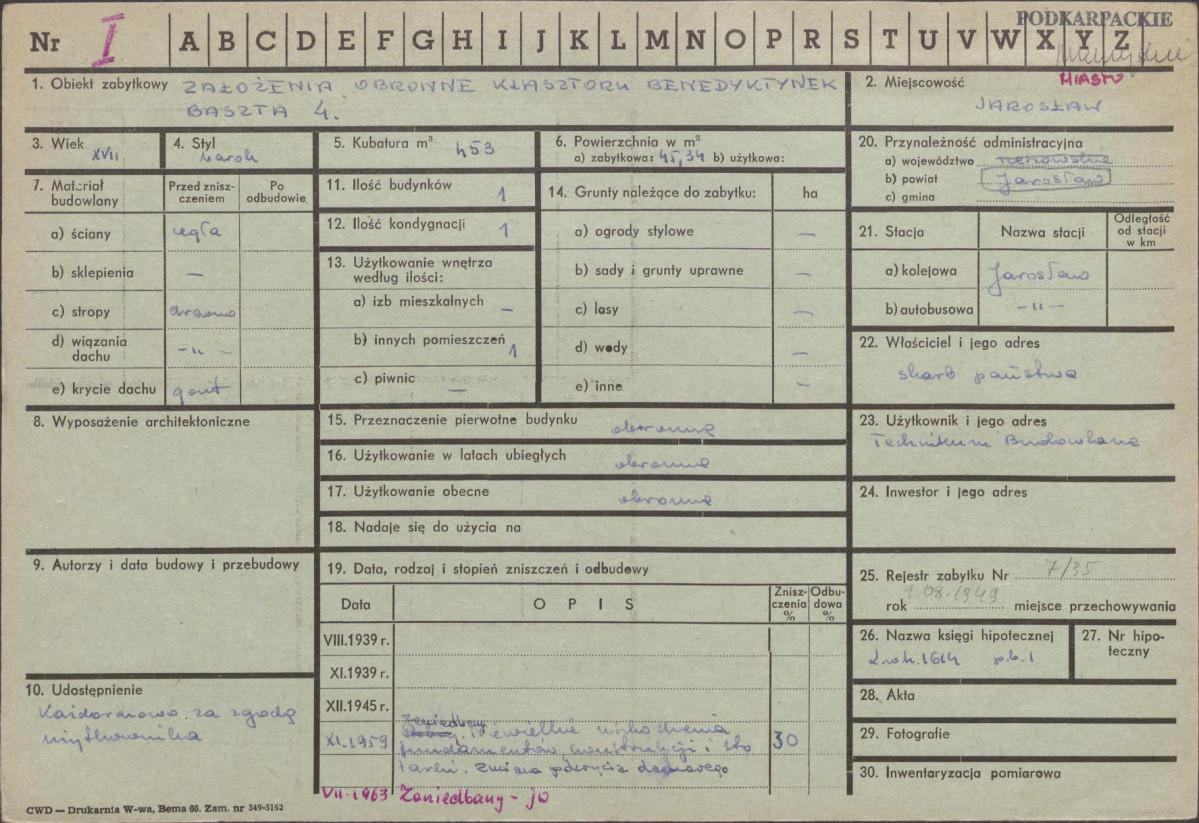 PODKARPACKIE
Nr I A B C D E F G H I J K L M N O P R S T U V W X Y Z
1. Obiekt zabytkowy ZAŁOŻENIA OBRONNE KLASZTORU BENEDYKTYNEK
BASZTA 4.
2. Miejscowość MIASTO
JAROSŁAW
3. Wiek XVII
4. Styl barok
5. Kubatura m³ 453
6. Powierzchnia w m²
a) zabytkowa: 45,34 b) użytkowa:
20. Przynależność administracyjna
a) województwo rzeszowskie
b) powiat Jarosław
c) gmina
7. Materiał budowlany
Przed zniszczeniem
Po odbudowie
a) ściany cegła
b) sklepienia —
c) stropy drewno
d) wiązania dachu -„-
e) krycie dachu gont
11. Ilość budynków 1
12. Ilość kondygnacji 1
13. Użytkowanie wnętrza według ilości:
a) izb mieszkalnych –
b) innych pomieszczeń 1
c) piwnic —
14. Grunty należące do zabytku: ha
a) ogrody stylowe —
b) sady i grunty uprawne —
c) lasy —
d) wody —
e) inne —
21. Stacja
Nazwa stacji
Odległość od stacji w km
a) kolejowa Jarosław
b) autobusowa -„-
22. Właściciel i jego adres
skarb państwa
8. Wyposażenie architektoniczne
15. Przeznaczenie pierwotne budynku obronne
16. Użytkowanie w latach ubiegłych obronne
17. Użytkowanie obecne obronne
18. Nadaje się do użycia na
23. Użytkownik i jego adres
Technikum Budowlane
24. Inwestor i jego adres
9. Autorzy i data budowy i przebudowy
19. Data, rodzaj i stopień zniszczeń i odbudowy
Data
OPIS
Zniszczenia %
Odbudowa %
VIII.1939 r.
XI.1939 r.
XII.1945 r.
XI.1959 zaniedbany. Niewielkie uszkodzenia 30
fundamentów konstrukcji i sto
larki. Zmiana pokrycia dachowego
VII-1963 Zaniedbany - jw
25. Rejestr zabytku Nr 7/35
rok 1.08.1949 miejsce przechowywania
26. Nazwa księgi hipotecznej
1614 p.b.1
27. Nr hipoteczny
28. Akta
29. Fotografie
30. Inwentaryzacja pomiarowa
10. Udostępnienie
Każdorazowo za zgodą
użytkownika
CWD — Drukarnia W-wa, Bema 60. Zam. nr 349-5162